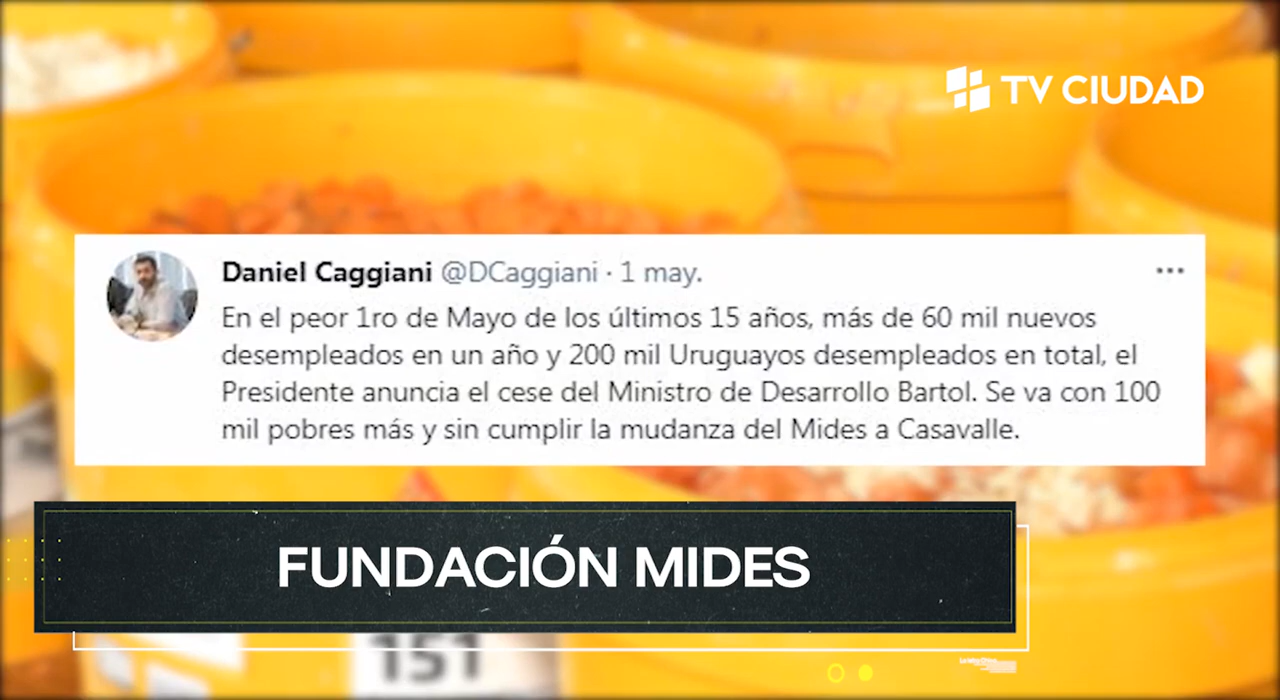 TV CIUDAD
Daniel Caggiani @DCaggiani · 1 may.
En el peor 1ro de Mayo de los últimos 15 años, más de 60 mil nuevos
desempleados en un año y 200 mil Uruguayos desempleados en total, el
Presidente anuncia el cese del Ministro de Desarrollo Bartol. Se va con 100
mil pobres más y sin cumplir la mudanza del Mides a Casavalle.
FUNDACIÓN MIDES
151